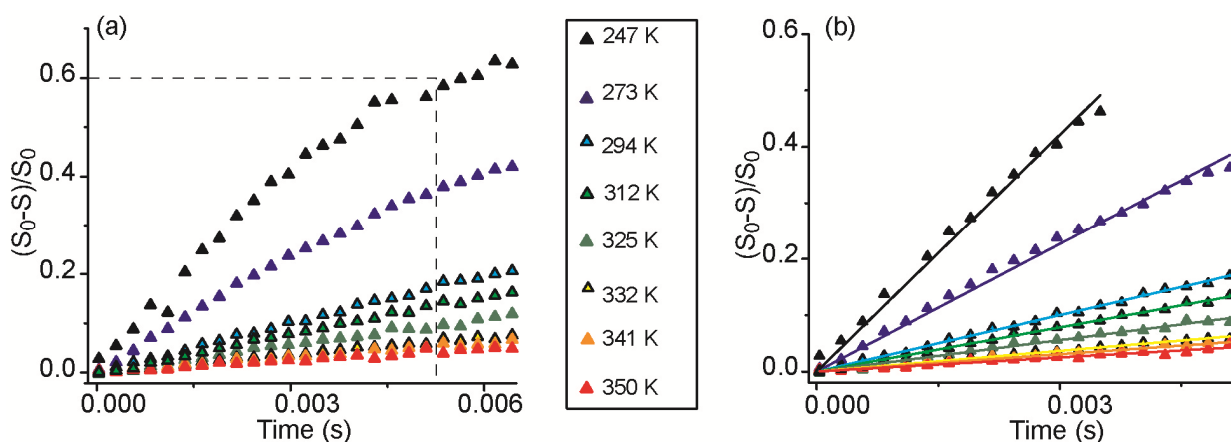 (a)
(S₀-S)/S₀
0.6
0.4
0.2
0.0
0.000
0.003
0.006
Time (s)
247 K
273 K
294 K
312 K
325 K
332 K
341 K
350 K
(b)
(S₀-S)/S₀
0.6
0.4
0.2
0.0
0.000
0.003
Time (s)